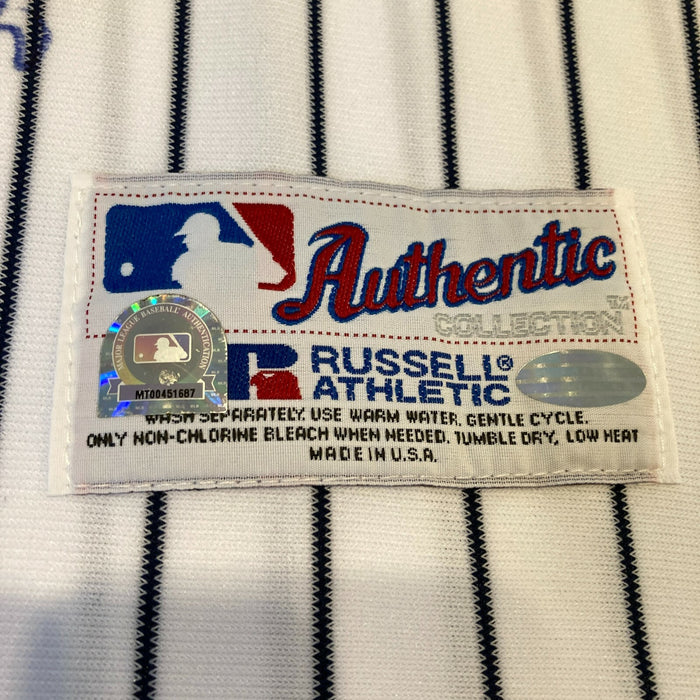 Authentic
COLLECTION™
MAJOR LEAGUE BASEBALL AUTHENTICATION
MT00451687
RUSSELL®
ATHLETIC
WASH SEPARATELY. USE WARM WATER. GENTLE CYCLE.
ONLY NON-CHLORINE BLEACH WHEN NEEDED. TUMBLE DRY, LOW HEAT
MADE IN U.S.A.